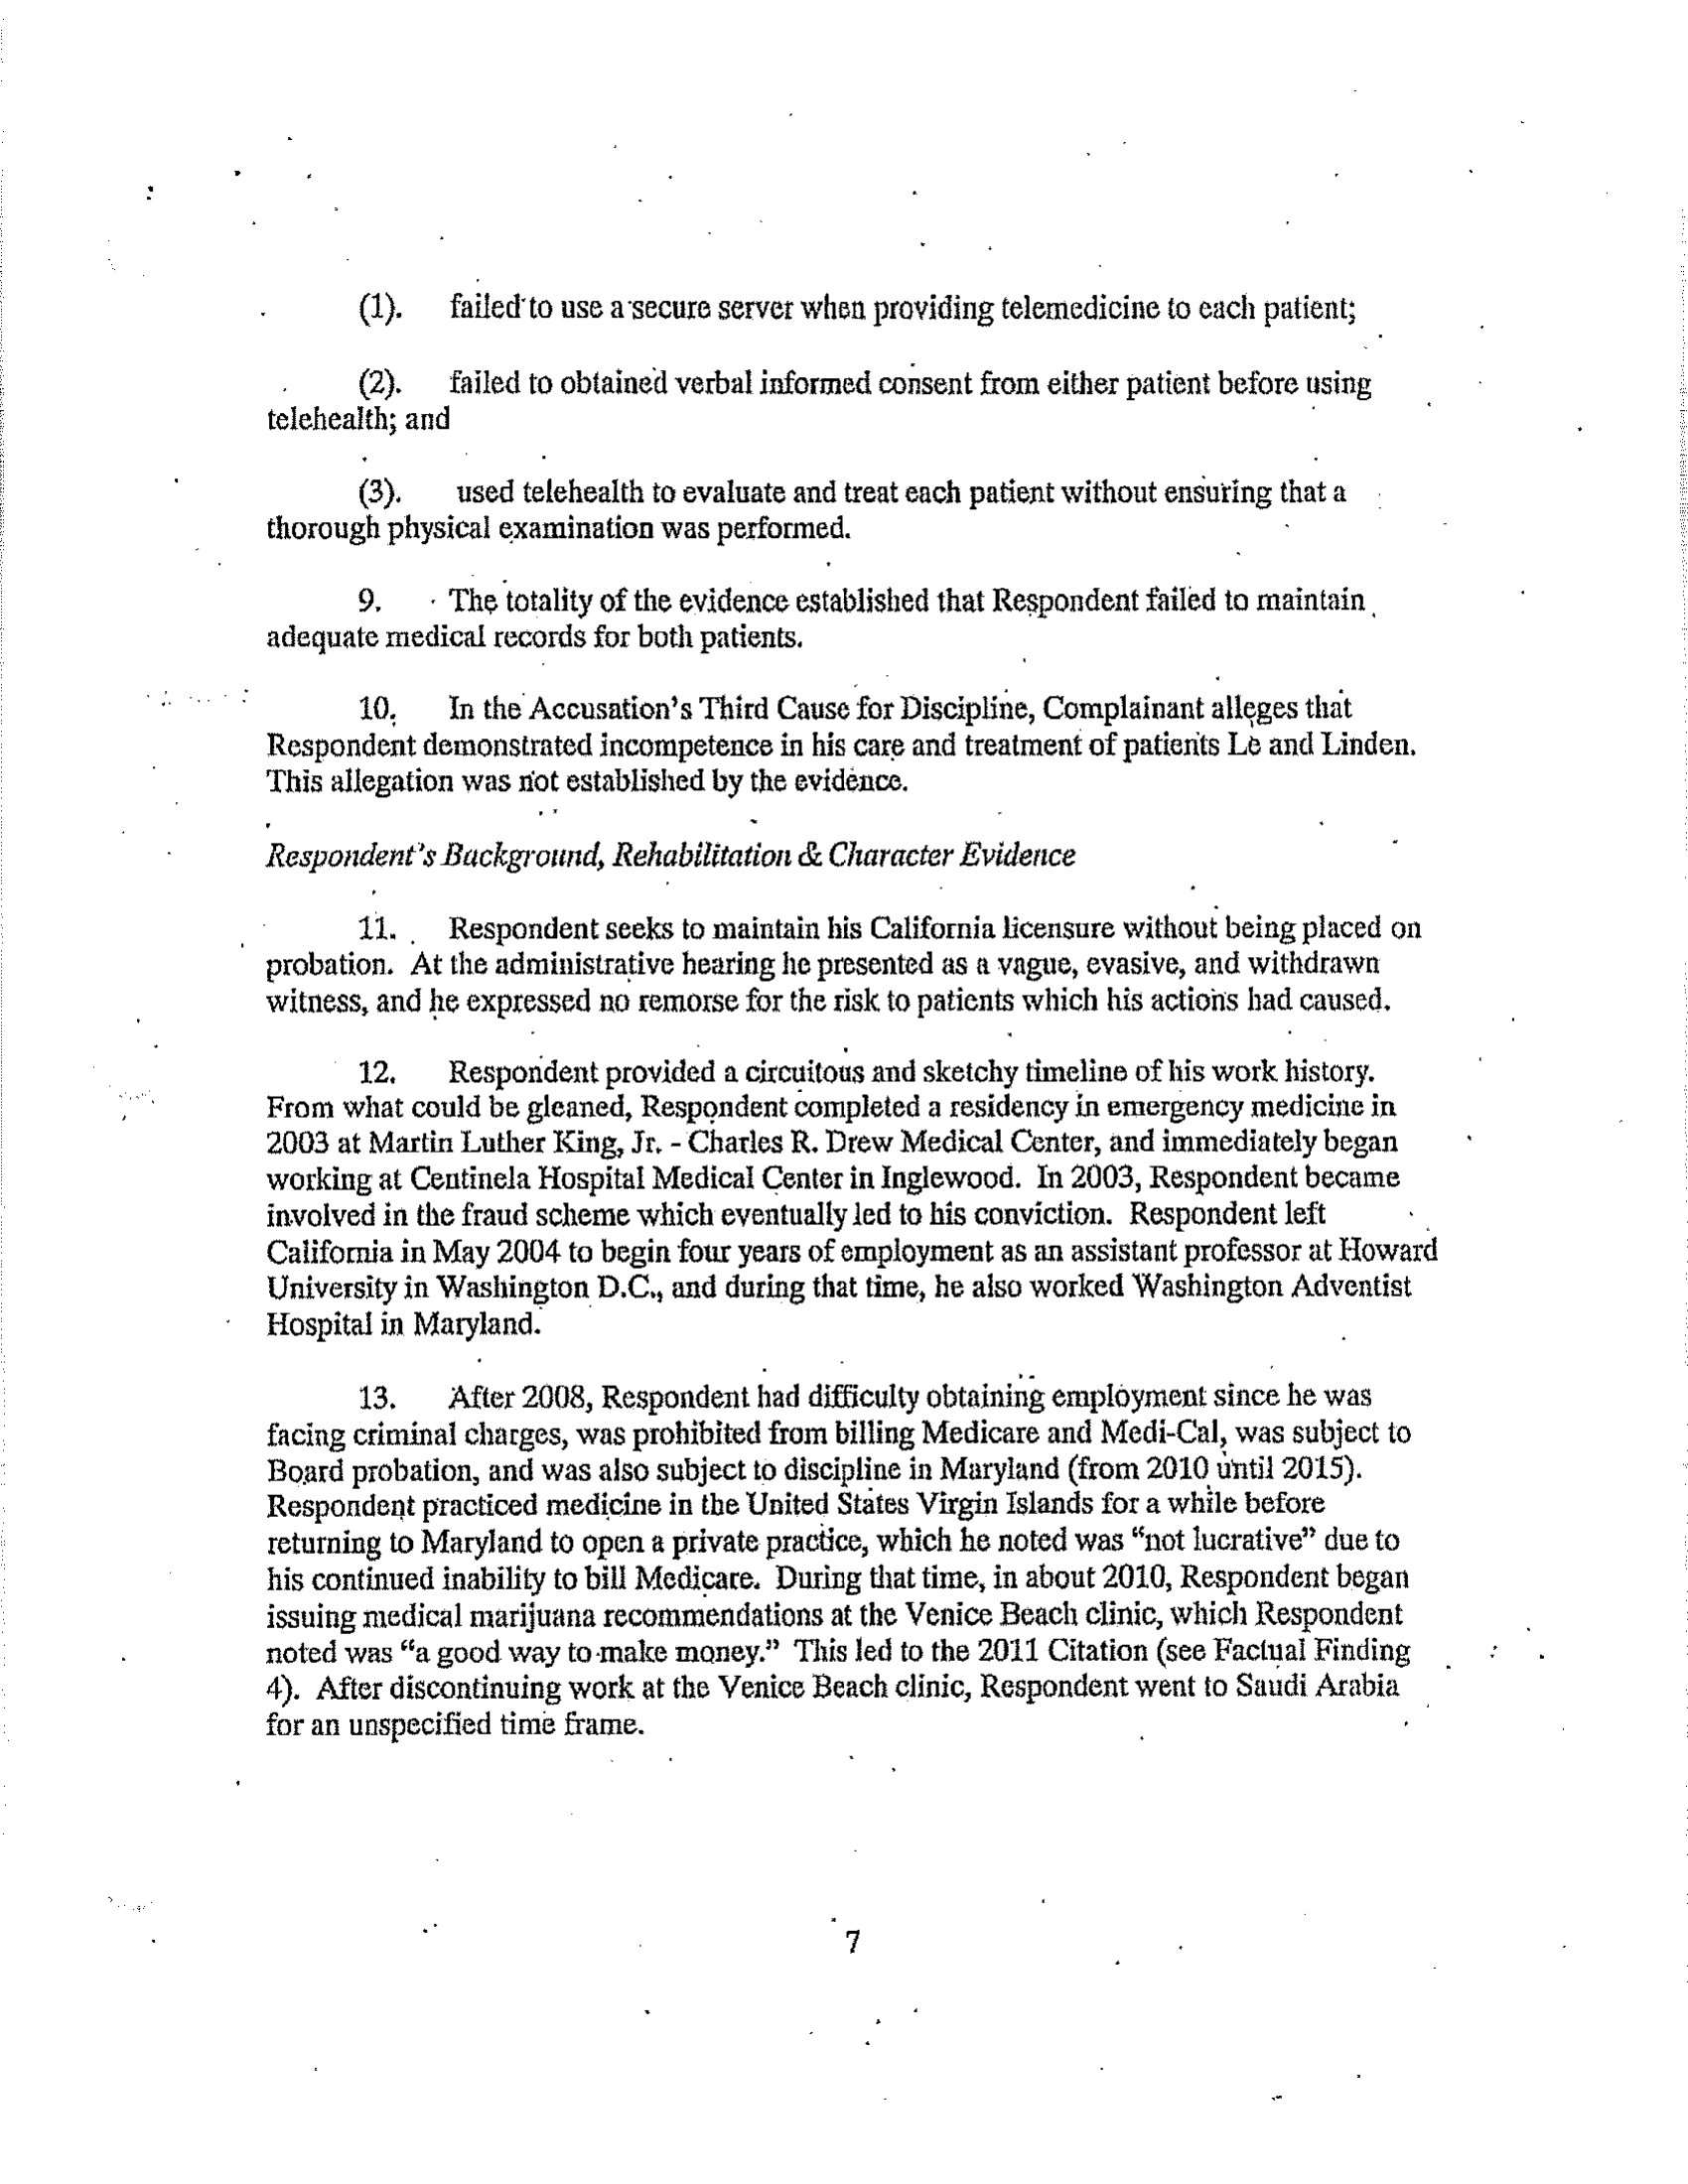 (1). failed to use a secure server when providing telemedicine to each patient;
(2). failed to obtained verbal informed consent from either patient before using
telehealth; and
(3). used telehealth to evaluate and treat each patient without ensuring that a
thorough physical examination was performed.
9. The totality of the evidence established that Respondent failed to maintain
adequate medical records for both patients.
10. In the Accusation's Third Cause for Discipline, Complainant alleges that
Respondent demonstrated incompetence in his care and treatment of patients Le and Linden.
This allegation was not established by the evidence.
Respondent's Background, Rehabilitation & Character Evidence
11. Respondent seeks to maintain his California licensure without being placed on
probation. At the administrative hearing he presented as a vague, evasive, and withdrawn
witness, and he expressed no remorse for the risk to patients which his actions had caused.
12. Respondent provided a circuitous and sketchy timeline of his work history.
From what could be gleaned, Respondent completed a residency in emergency medicine in
2003 at Martin Luther King, Jr. - Charles R. Drew Medical Center, and immediately began
working at Centinela Hospital Medical Center in Inglewood. In 2003, Respondent became
involved in the fraud scheme which eventually led to his conviction. Respondent left
California in May 2004 to begin four years of employment as an assistant professor at Howard
University in Washington D.C., and during that time, he also worked Washington Adventist
Hospital in Maryland.
13. After 2008, Respondent had difficulty obtaining employment since he was
facing criminal charges, was prohibited from billing Medicare and Medi-Cal, was subject to
Board probation, and was also subject to discipline in Maryland (from 2010 until 2015).
Respondent practiced medicine in the United States Virgin Islands for a while before
returning to Maryland to open a private practice, which he noted was "not lucrative" due to
his continued inability to bill Medicare. During that time, in about 2010, Respondent began
issuing medical marijuana recommendations at the Venice Beach clinic, which Respondent
noted was "a good way to make money." This led to the 2011 Citation (see Factual Finding
4). After discontinuing work at the Venice Beach clinic, Respondent went to Saudi Arabia
for an unspecified time frame.
7